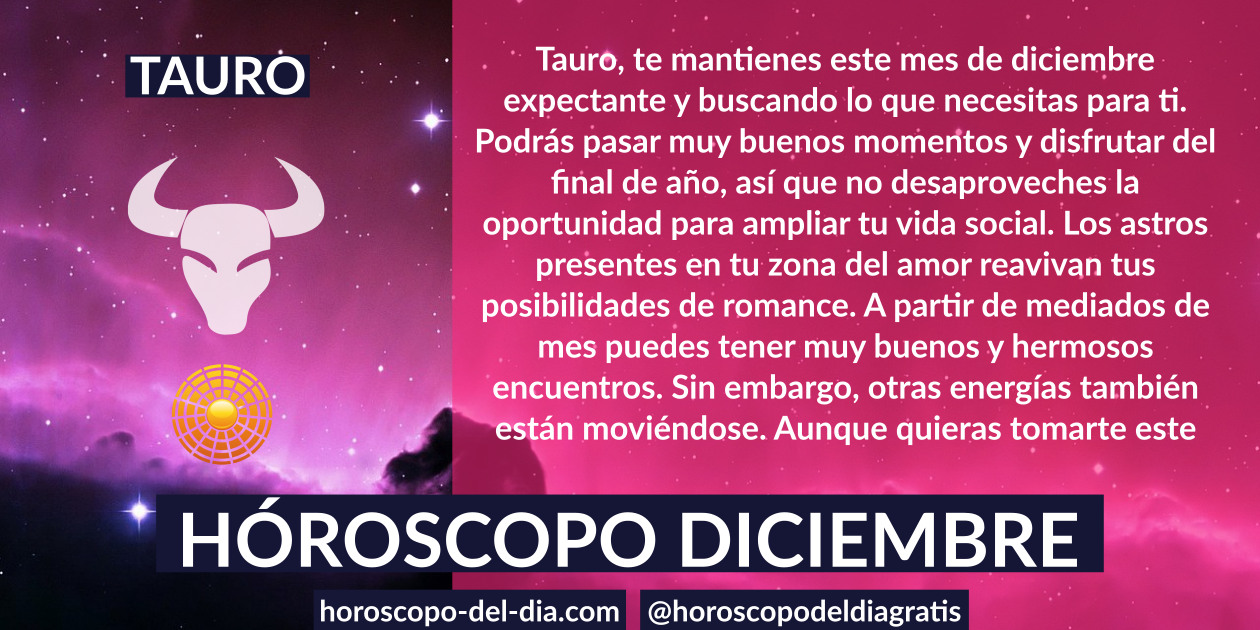 TAURO
Tauro, te mantienes este mes de diciembre
expectante y buscando lo que necesitas para ti.
Podrás pasar muy buenos momentos y disfrutar del
final de año, así que no desaproveches la
oportunidad para ampliar tu vida social. Los astros
presentes en tu zona del amor reavivan tus
posibilidades de romance. A partir de mediados de
mes puedes tener muy buenos y hermosos
encuentros. Sin embargo, otras energías también
están moviéndose. Aunque quieras tomarte este
HÓROSCOPO DICIEMBRE
horoscopo-del-dia.com
@horoscopodeldiagratis